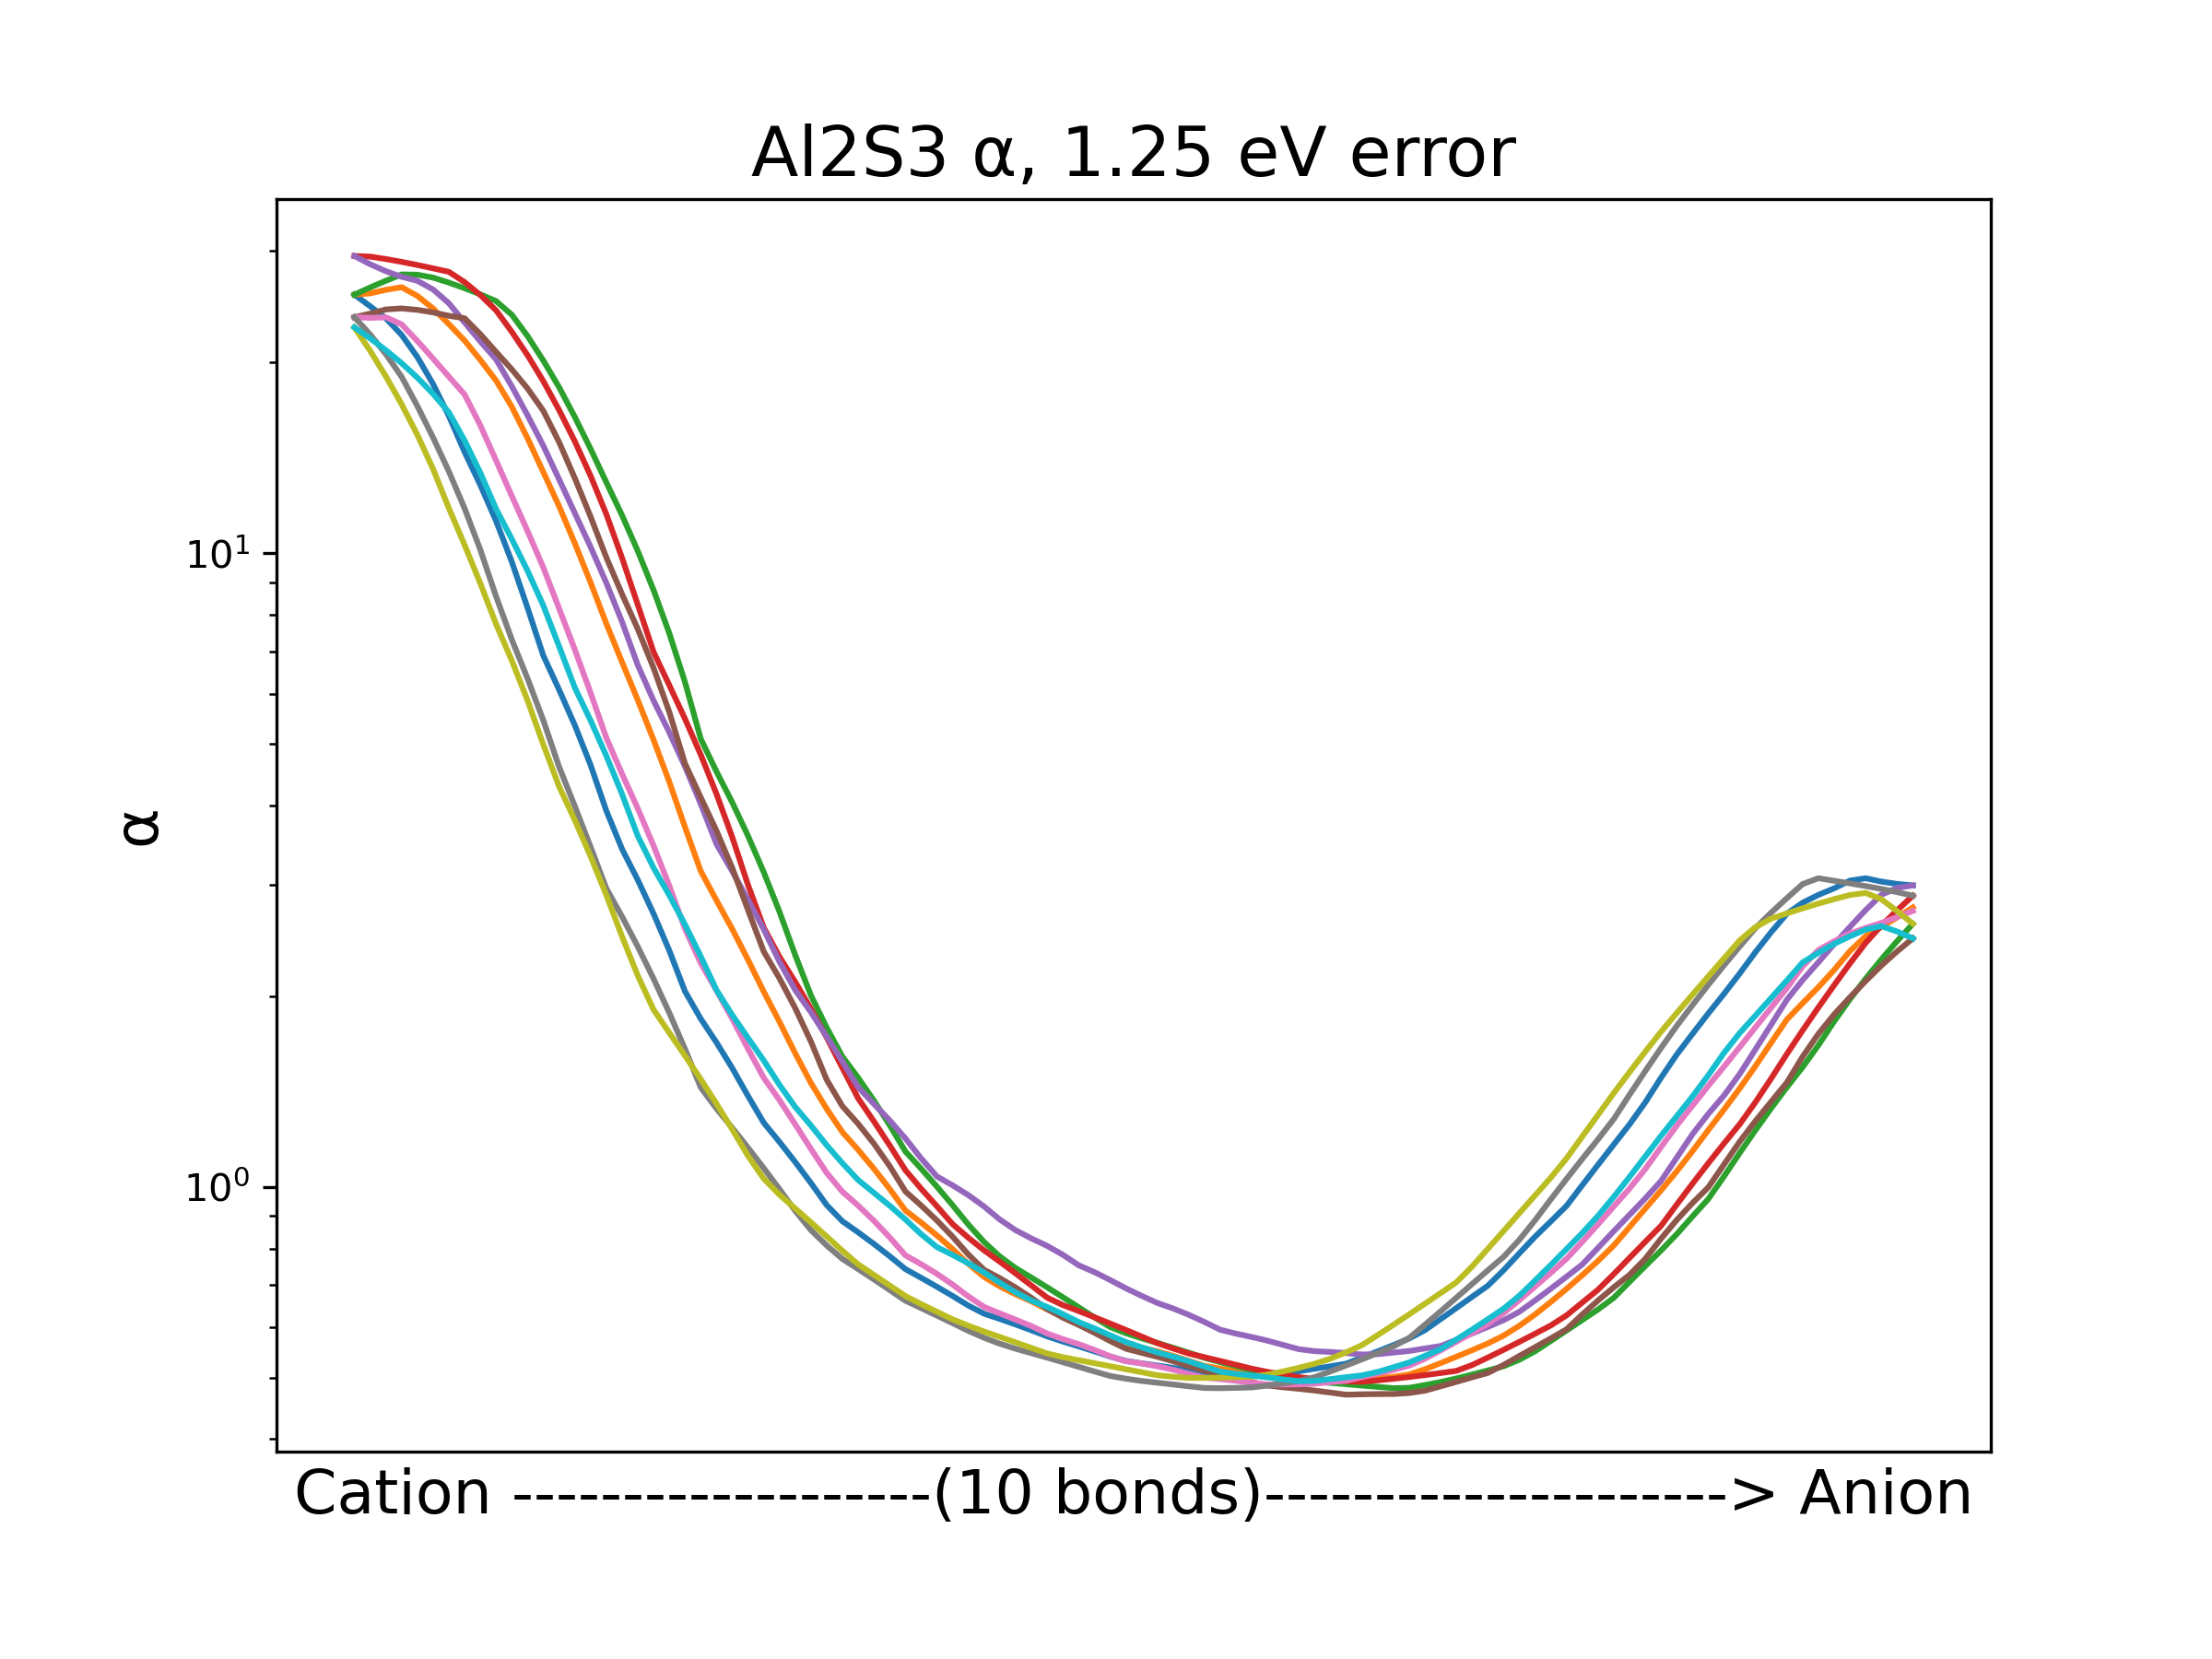 Al2S3 α, 1.25 eV error
α
10¹
10⁰
Cation -------------------(10 bonds)---------------------> Anion